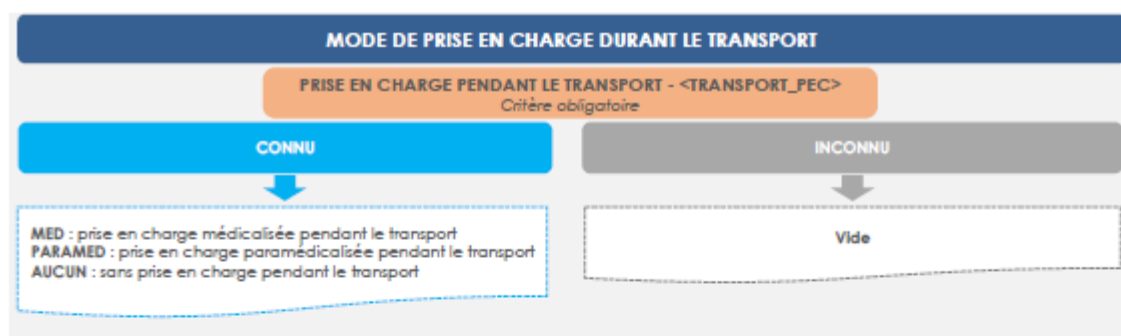 MODE DE PRISE EN CHARGE DURANT LE TRANSPORT
PRISE EN CHARGE PENDANT LE TRANSPORT - <TRANSPORT_PEC>
Critère obligatoire
CONNU
INCONNU
MED : prise en charge médicalisée pendant le transport
PARAMED : prise en charge paramédicalisée pendant le transport
AUCUN : sans prise en charge pendant le transport
Vide